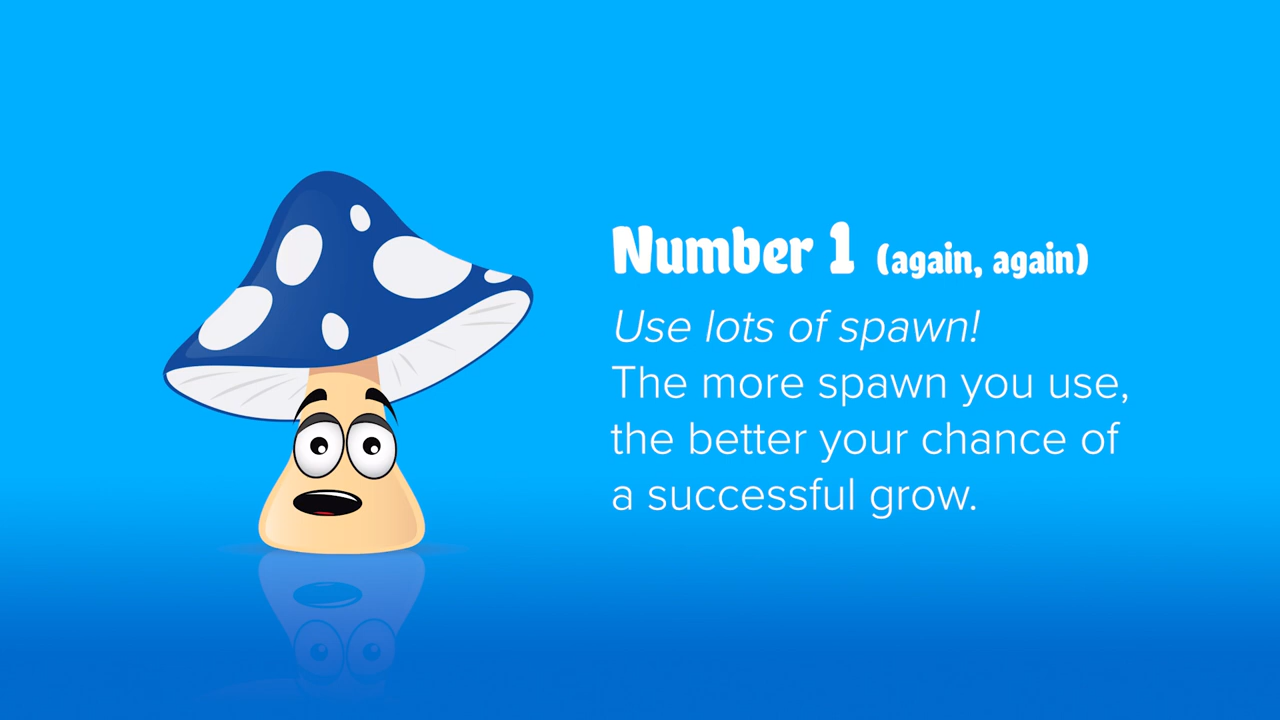 Number 1 (again, again)
Use lots of spawn!
The more spawn you use,
the better your chance of
a successful grow.